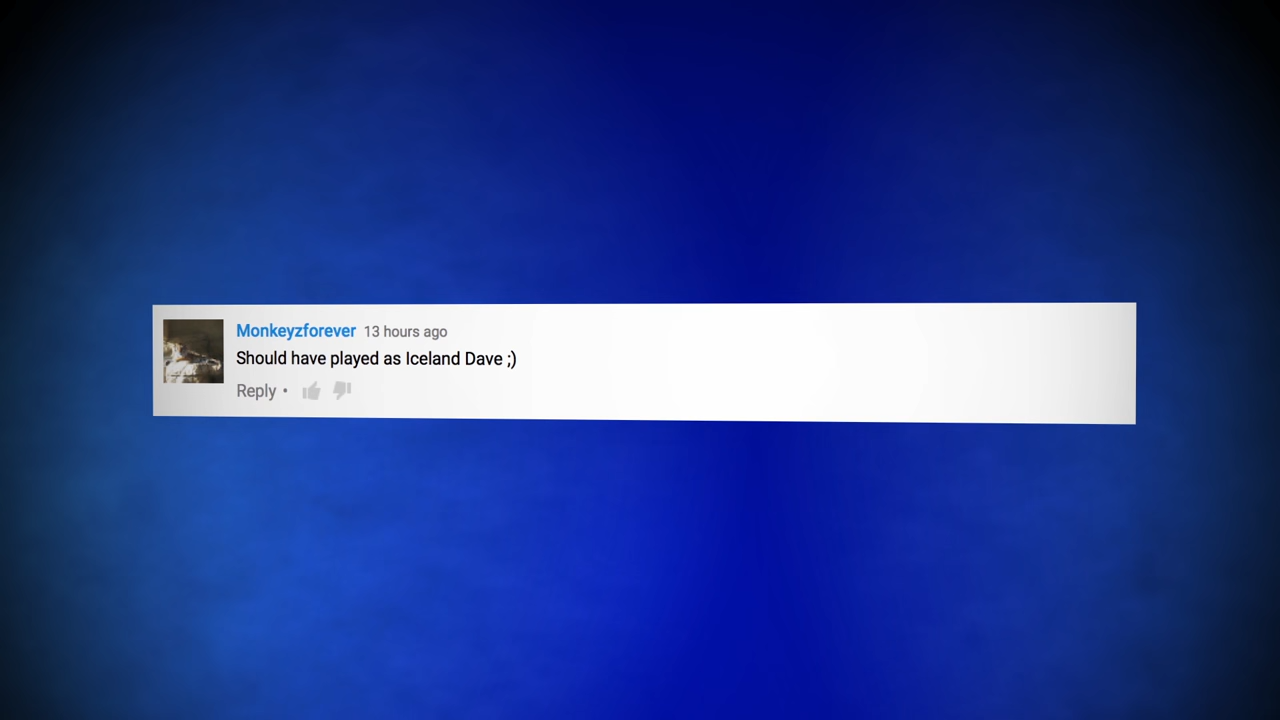 Monkeyzforever 13 hours ago
Should have played as Iceland Dave ;)
Reply •